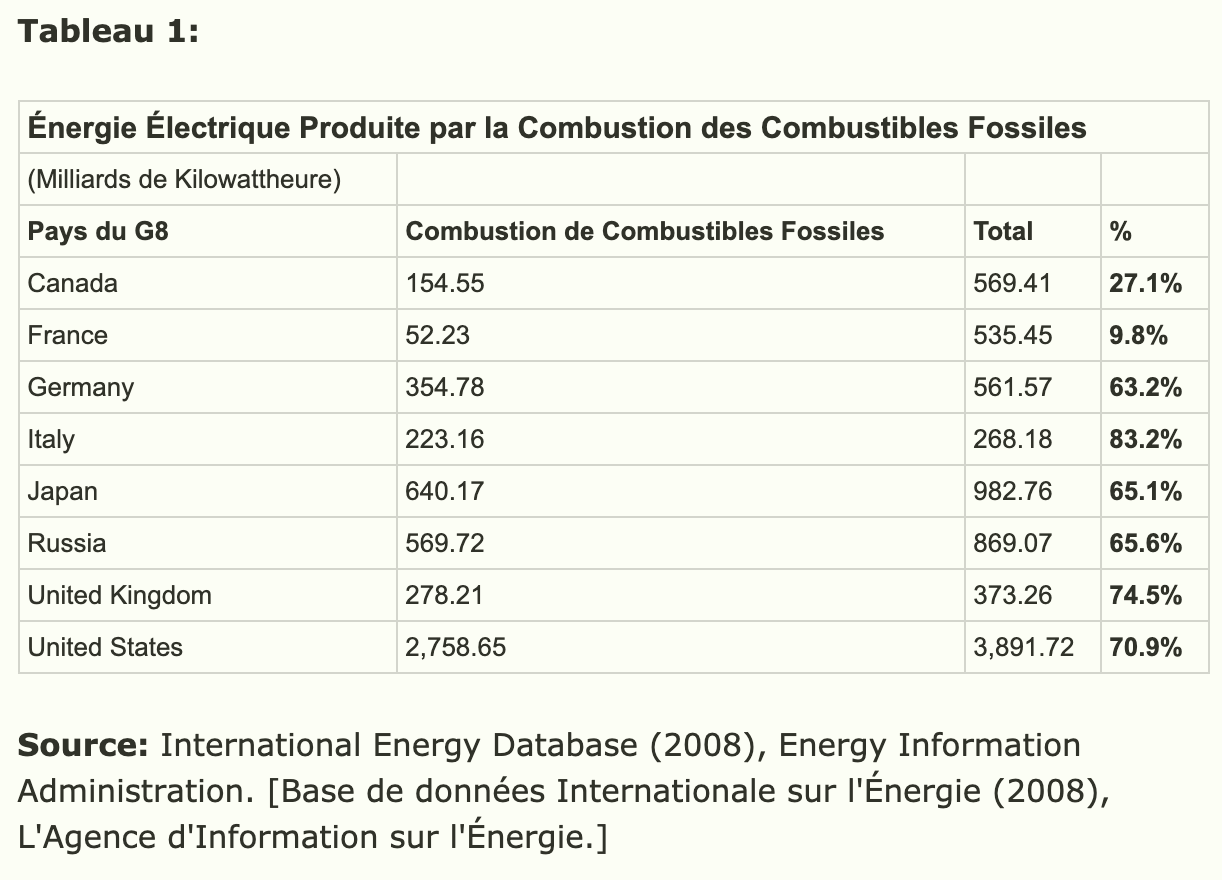 Tableau 1:
Énergie Électrique Produite par la Combustion des Combustibles Fossiles
(Milliards de Kilowattheure)
Pays du G8 Combustion de Combustibles Fossiles Total %
Canada 154.55 569.41 27.1%
France 52.23 535.45 9.8%
Germany 354.78 561.57 63.2%
Italy 223.16 268.18 83.2%
Japan 640.17 982.76 65.1%
Russia 569.72 869.07 65.6%
United Kingdom 278.21 373.26 74.5%
United States 2,758.65 3,891.72 70.9%
Source: International Energy Database (2008), Energy Information
Administration. [Base de données Internationale sur l'Énergie (2008),
L'Agence d'Information sur l'Énergie.]